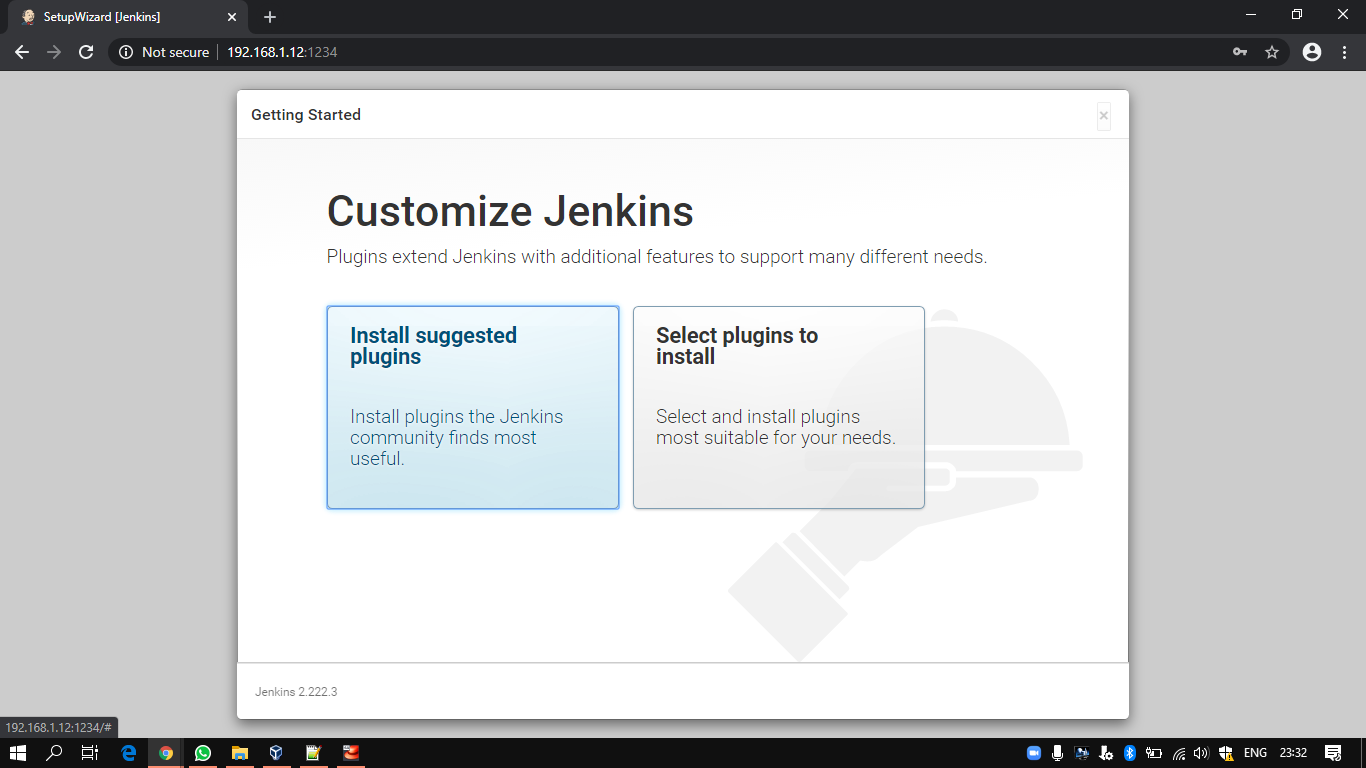 SetupWizard [Jenkins]
Not secure
192.168.1.12:1234
Getting Started
×
Customize Jenkins
Plugins extend Jenkins with additional features to support many different needs.
Install suggested
plugins
Install plugins the Jenkins
community finds most
useful.
Select plugins to
install
Select and install plugins
most suitable for your needs.
Jenkins 2.222.3
192.168.1.12:1234/#
ENG
23:32